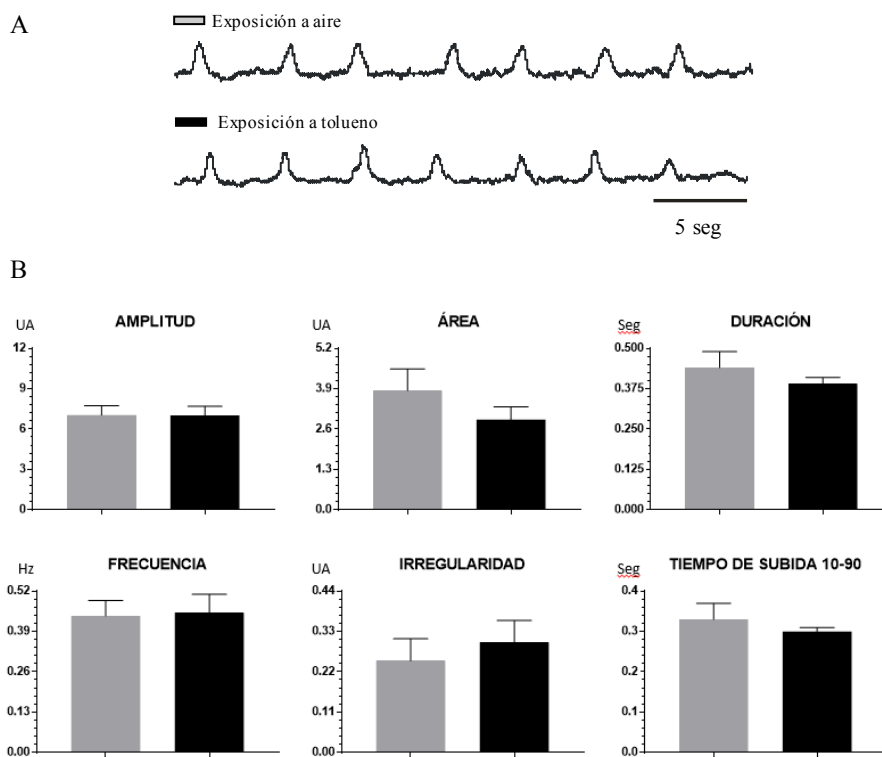 A
Exposición a aire
Exposición a tolueno
5 seg
B
UA AMPLITUD
12
9
6
3
0
UA ÁREA
5.2
3.9
2.6
1.3
0.0
Seg DURACIÓN
0.500
0.375
0.250
0.125
0.000
Hz FRECUENCIA
0.52
0.39
0.26
0.13
0.00
UA IRREGULARIDAD
0.44
0.33
0.22
0.11
0.00
Seg TIEMPO DE SUBIDA 10-90
0.4
0.3
0.2
0.1
0.0